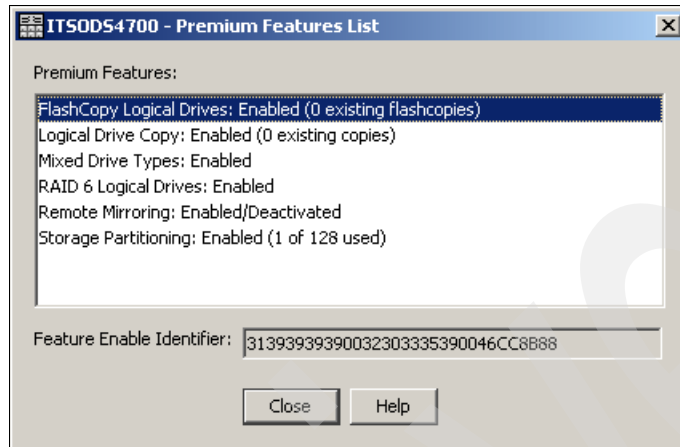 ITSODS4700 - Premium Features List
Premium Features:
FlashCopy Logical Drives: Enabled (0 existing flashcopies)
Logical Drive Copy: Enabled (0 existing copies)
Mixed Drive Types: Enabled
RAID 6 Logical Drives: Enabled
Remote Mirroring: Enabled/Deactivated
Storage Partitioning: Enabled (1 of 128 used)
Feature Enable Identifier: 31393939390032303335390046CC8B88
Close Help